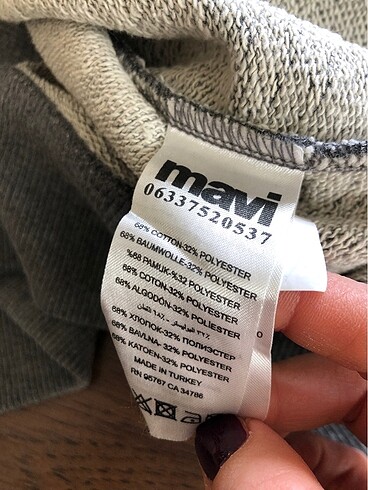 mavi
06337520537
68% COTTON-32% POLYESTER
68% BAUMWOLLE-32% POLYESTER
%68 PAMUK-%32 POLYESTER
68% COTON-32% POLYESTER
68% ALGODÓN-32% POLIESTER
68% ХЛОПОК-32% ПОЛИЭСТЕР
68% BAVLNA- 32% POLYESTER
68% KATOEN-32% POLYESTER
MADE IN TURKEY
RN 95767 CA 34786